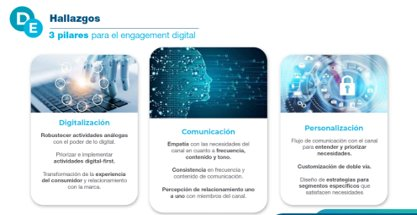 D
E
Hallazgos
3 pilares para el engagement digital
Digitalización
Robustecer actividades análogas
con el poder de lo digital.
Priorizar e implementar
actividades digital-first.
Transformación de la experiencia
del consumidor y relacionamiento
con la marca.
Comunicación
Empatía con las necesidades del
canal en cuanto a frecuencia,
contenido y tono.
Consistencia en frecuencia y
contenido de comunicación.
Percepción de relacionamiento uno
a uno con miembros del canal.
Personalización
Flujo de comunicación con el canal
para entender y priorizar
necesidades.
Customización de doble vía.
Diseño de estrategias para
segmentos específicos que
satisfacen necesidades